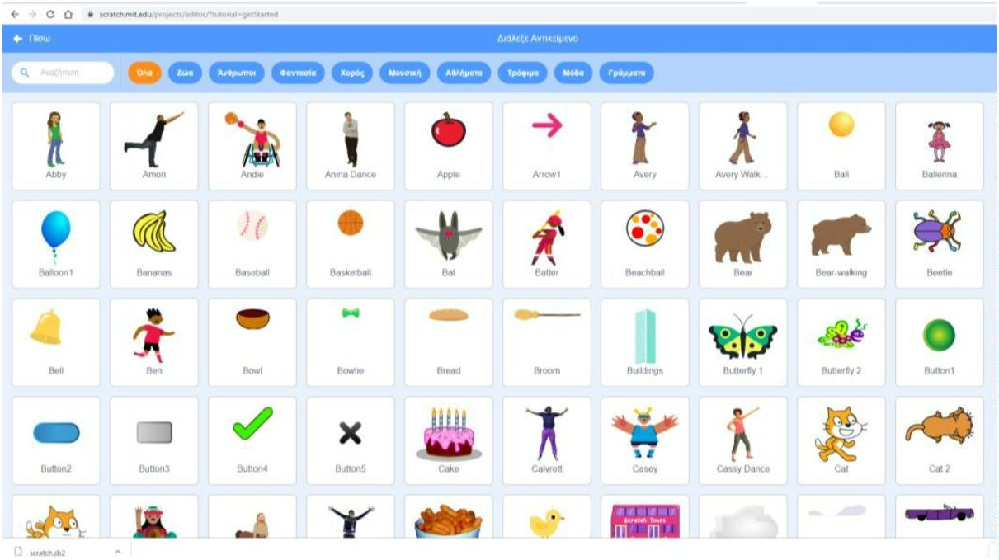 scratch.mit.edu/projects/editor/?tutorial=getStarted
Πίσω
Διάλεξε Αντικείμενο
Αναζήτηση Όλα Ζώα Άνθρωποι Φαντασία Χορός Μουσική Αθλήματα Τρόφιμα Μόδα Γράμματα
Abby Amon Andie Anina Dance Apple Arrow1 Avery Avery Walk... Ball Ballerina
Balloon1 Bananas Baseball Basketball Bat Batter Beachball Bear Bear-walking Beetle
Bell Ben Bowl Bowtie Bread Broom Buildings Butterfly 1 Butterfly 2 Button1
Button2 Button3 Button4 Button5 Cake Calvrett Casey Cassy Dance Cat Cat 2
Scratch Tours
scratch.sb2